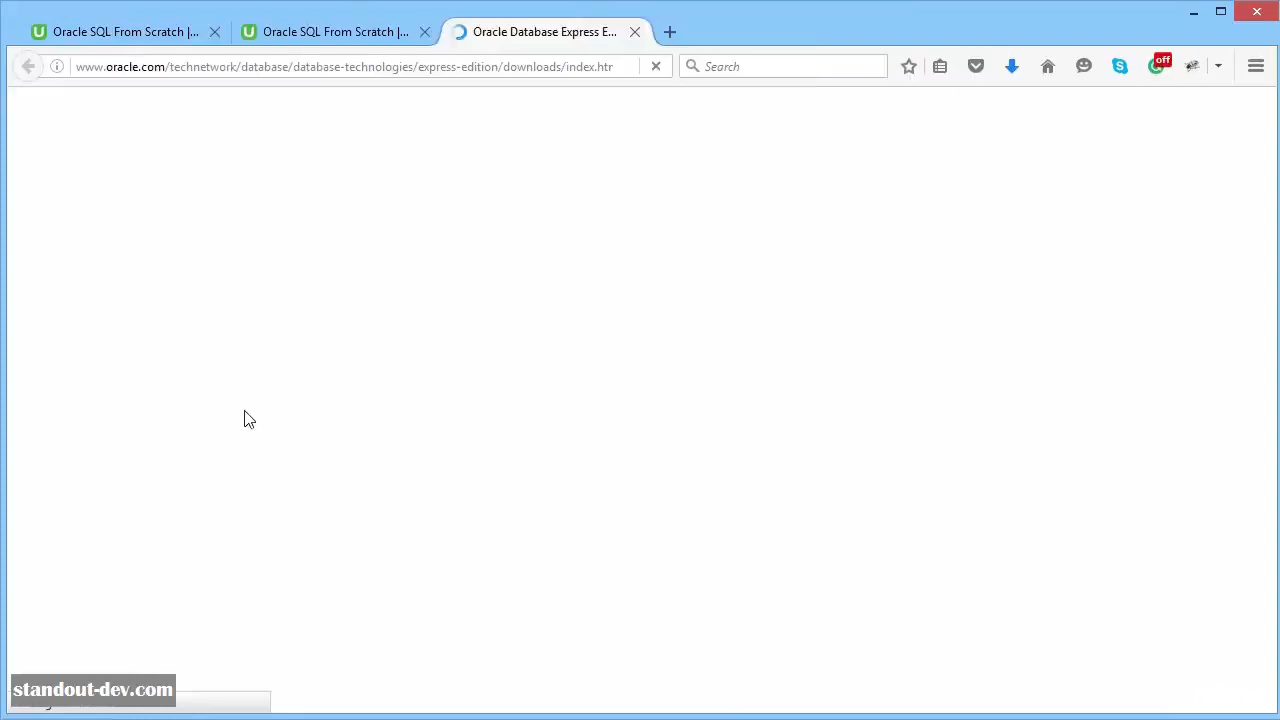 Oracle SQL From Scratch |...
Oracle SQL From Scratch |...
Oracle Database Express E...
www.oracle.com/technetwork/database/database-technologies/express-edition/downloads/index.htr
Search
off
standout-dev.com